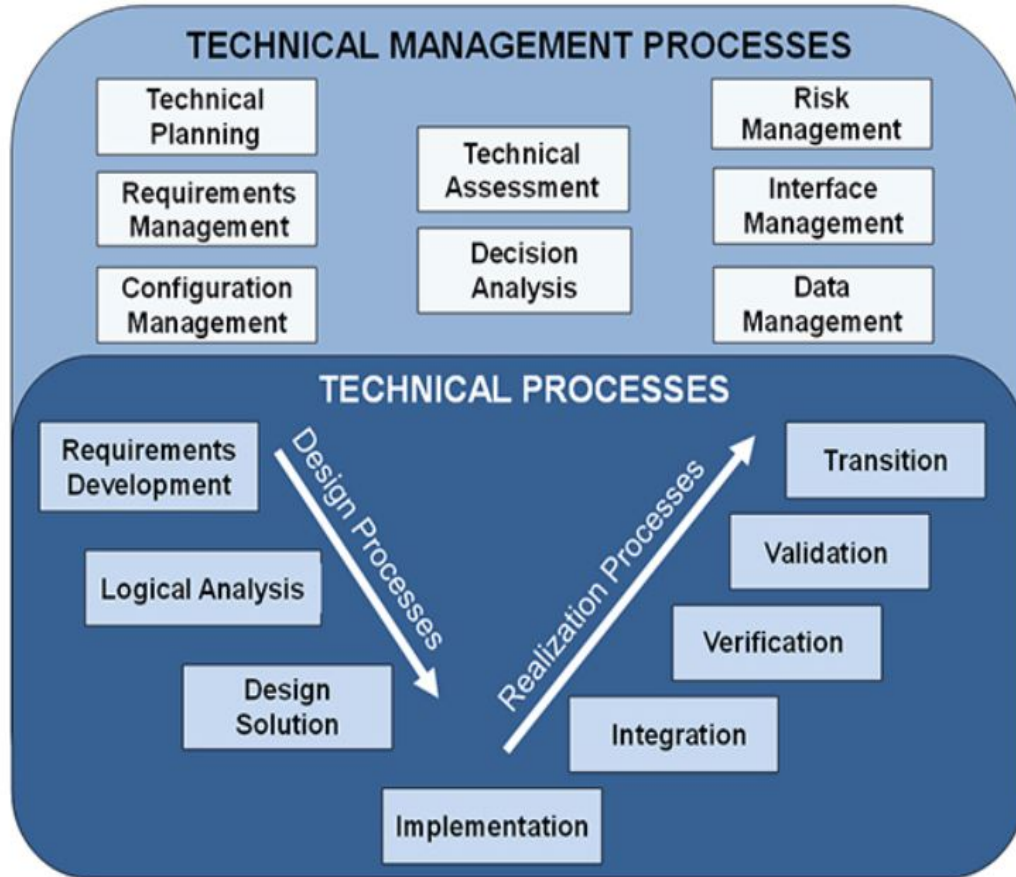 TECHNICAL MANAGEMENT PROCESSES
Technical
Planning
Requirements
Management
Configuration
Management
Technical
Assessment
Decision
Analysis
Risk
Management
Interface
Management
Data
Management
TECHNICAL PROCESSES
Requirements
Development
Logical Analysis
Design
Solution
Implementation
Design Processes
Realization Processes
Integration
Verification
Validation
Transition